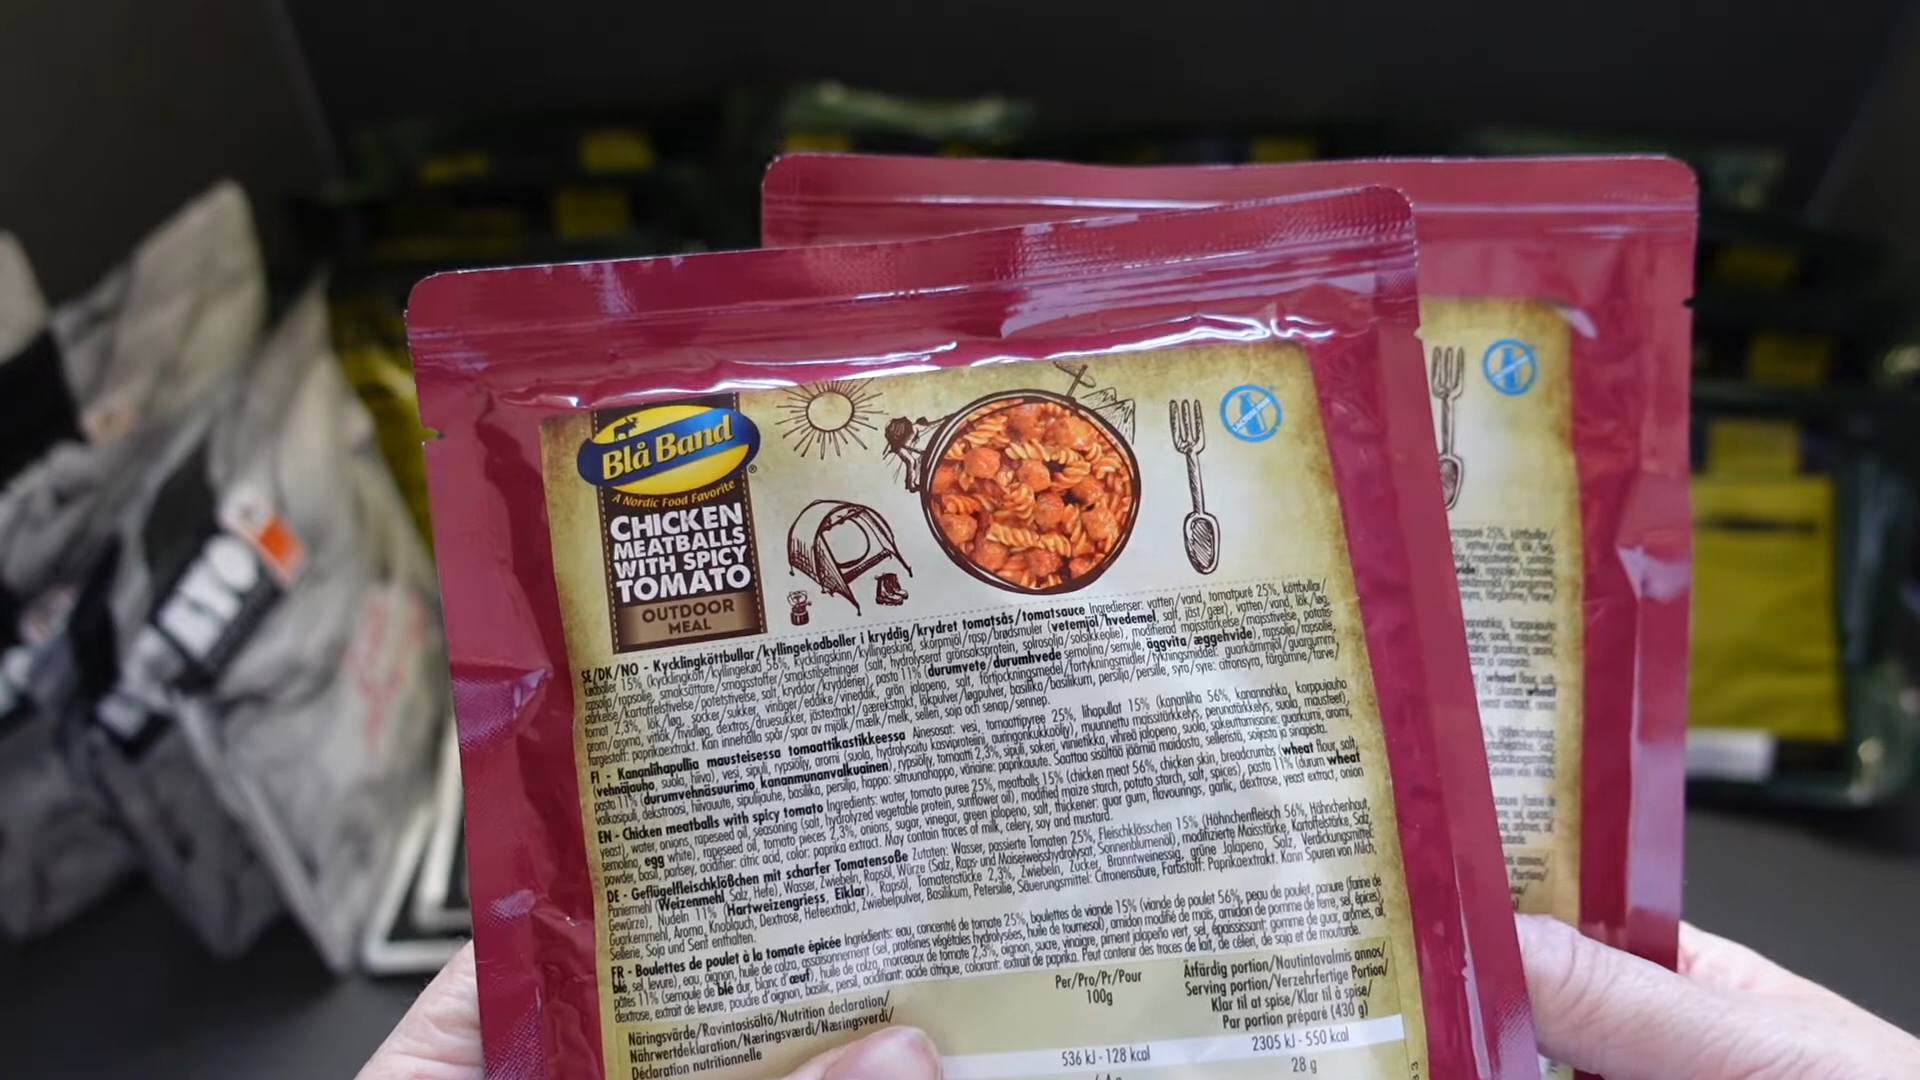 Blå Band
®
A Nordic Food Favorite
CHICKEN
MEATBALLS
WITH SPICY
TOMATO
OUTDOOR
MEAL
LACTOSE FREE
SE/DK/NO - Kycklingköttbullar/kyllingekødboller i kryddig/krydret tomatsås/tomatsauce Ingredienser: vatten/vand, tomatpuré 25%, köttbullar/
kødboller 15% (kycklingkött/kyllingekød 56%, kycklingskinn/kyllingeskind, skorpmjöl/rasp/brødsmuler (vetemjöl/hvedemel, salt, jäst/gær), vatten/vand, lök/løg,
rapsolja/rapsolie, smaksättare/smagsstoffer/smakstilsetninger (salt, hydrolyserat grönsaksprotein, solrosolja/solsikkeolie), modifierad majsstärkelse/majsstivelse, potatis-
stärkelse/kartoffelstivelse/potetstivelse, salt, kryddor/krydderier), pasta 11% (durumvete/durumhvede semolina/semule, äggvita/æggehvide), rapsolja/rapsolie,
tomat 2,3%, lök/løg, socker/sukker, vinäger/eddike/vineddik, grön jalapeno, salt, förtjockningsmedel/fortykningsmidler/tykningsmiddel: guarkärnmjöl/guargummi,
arom/aroma, vitlök/hvidløg, dextros/druesukker, jästextrakt/gærekstrakt, lökpulver/løgpulver, basilika/basilikum, persilja/persille, syra/syre: citronsyra, färgämne/farve/
fargestoff: paprikaextrakt. Kan innehålla spår/spor av mjölk/mælk/melk, selleri, soja och senap/sennep.
FI - Kananlihapullia mausteisessa tomaattikastikkeessa Ainesosat: vesi, tomaattipyree 25%, lihapullat 15% (kananliha 56%, kanannahka, korppujauho
(vehnäjauho, suola, hiiva), vesi, sipuli, rypsiöljy, aromi (suola, hydrolysoitu kasviproteiini, auringonkukkaöljy), muunnettu maissitärkkelys, perunatärkkelys, suola, mausteet),
pasta 11% (durumvehnäsuurimo, kananmunanvalkuainen), rypsiöljy, tomaatti 2,3%, sipuli, sokeri, viinietikka, vihreä jalapeno, suola, sakeuttamisaine: guarkumi, aromi,
valkosipuli, dekstroosi, hiivauute, sipulijauhe, basilika, persilja, happo: sitruunahappo, väriaine: paprikauute. Saattaa sisältää jäämiä maidosta, selleristä, sojasta ja sinapista.
EN - Chicken meatballs with spicy tomato Ingredients: water, tomato puree 25%, meatballs 15% (chicken meat 56%, chicken skin, breadcrumbs (wheat flour, salt,
yeast), water, onions, rapeseed oil, seasoning (salt, hydrolyzed vegetable protein, sunflower oil), modified maize starch, potato starch, salt, spices), pasta 11% (durum wheat
semolina, egg white), rapeseed oil, tomato pieces 2,3%, onions, sugar, vinegar, green jalopeno, salt, thickener: guar gum, flavourings, garlic, dextrose, yeast extract, onion
powder, basil, parsley, acidifier: citric acid, color: paprika extract. May contain traces of milk, celery, soy and mustard.
DE - Geflügelfleischklößchen mit scharfer Tomatensoße Zutaten: Wasser, passierte Tomaten 25%, Fleischklösschen 15% (Hähnchenfleisch 56%, Hähnchenhaut,
Paniermehl (Weizenmehl, Salz, Hefe), Wasser, Zwiebeln, Rapsöl, Würze (Salz, Raps- und Maiseiweisshydrolysat, Sonnenblumenöl), modifizierte Maisstärke, Kartoffelstärke, Salz,
Gewürze), Nudeln 11% (Hartweizengriess, Eiklar), Rapsöl, Tomatenstücke 2,3%, Zwiebeln, Zucker, Branntweinessig, grüne Jalapeno, Salz, Verdickungsmittel:
Guarkernmehl, Aroma, Knoblauch, Dextrose, Hefeextrakt, Zwiebelpulver, Basilikum, Petersilie, Säuerungsmittel: Citronensäure, Farbstoff: Paprikaextrakt. Kann Spuren von Milch,
Sellerie, Soja und Senf enthalten.
FR - Boulettes de poulet à la tomate épicée Ingrédients: eau, concentré de tomate 25%, boulettes de viande 15% (viande de poulet 56%, peau de poulet, panure (farine de
blé, sel, levure), eau, oignon, huile de colza, assaisonnement (sel, protéines végétales hydrolysées, huile de tournesol), amidon modifié de maïs, amidon de pomme de terre, sel, épices),
pâtes 11% (semoule de blé dur, blanc d'œuf), huile de colza, morceaux de tomate 2,3%, oignon, sucre, vinaigre, piment jalapeño vert, sel, épaississant: gomme de guar, arômes, ail,
dextrose, extrait de levure, poudre d'oignon, basilic, persil, acidifiant: acide citrique, colorant: extrait de paprika. Peut contenir des traces de lait, de céleri, de soja et de moutarde.
Näringsvärde/Ravintosisältö/Nutrition declaration/
Nährwertdeklaration/Næringsværdi/Næringsverdi/
Déclaration nutritionnelle
Per/Pro/Pr/Pour
100g
Ätfärdig portion/Nautintavalmis annos/
Serving portion/Verzehrfertige Portion/
Klar til at spise/Klar til å spise/
Par portion préparé (430 g)
536 kJ - 128 kcal
2305 kJ - 550 kcal
28 g